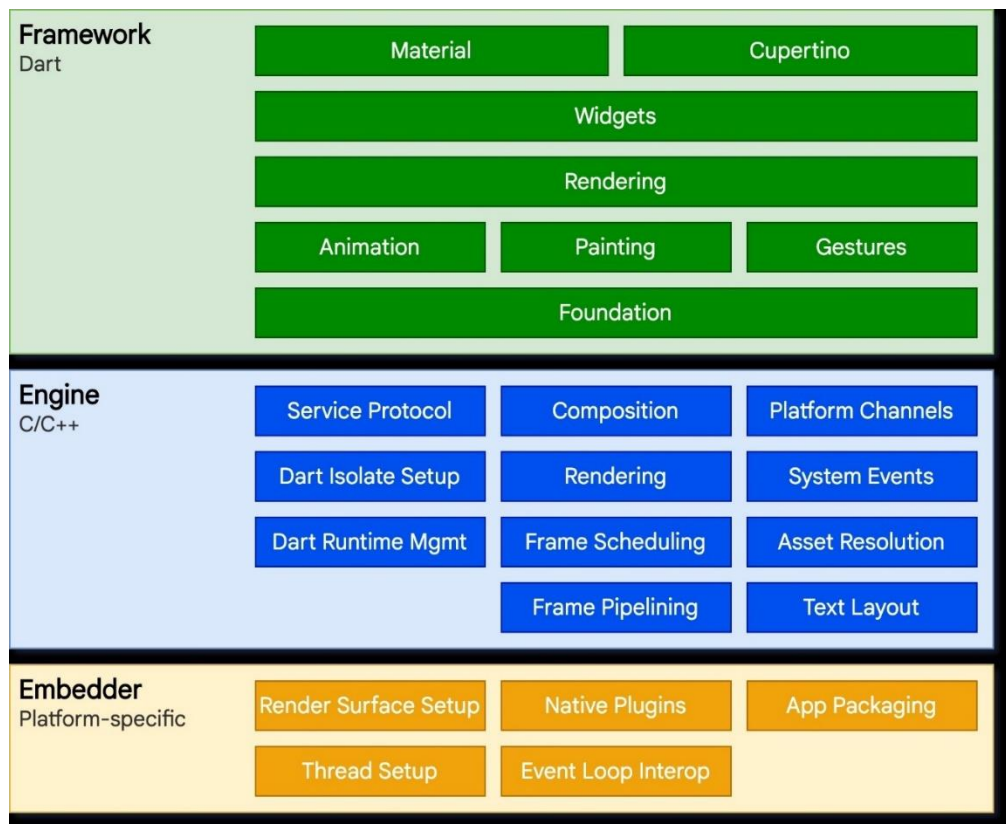 Framework
Dart
Material
Cupertino
Widgets
Rendering
Animation
Painting
Gestures
Foundation
Engine
C/C++
Service Protocol
Composition
Platform Channels
Dart Isolate Setup
Rendering
System Events
Dart Runtime Mgmt
Frame Scheduling
Asset Resolution
Frame Pipelining
Text Layout
Embedder
Platform-specific
Render Surface Setup
Native Plugins
App Packaging
Thread Setup
Event Loop Interop